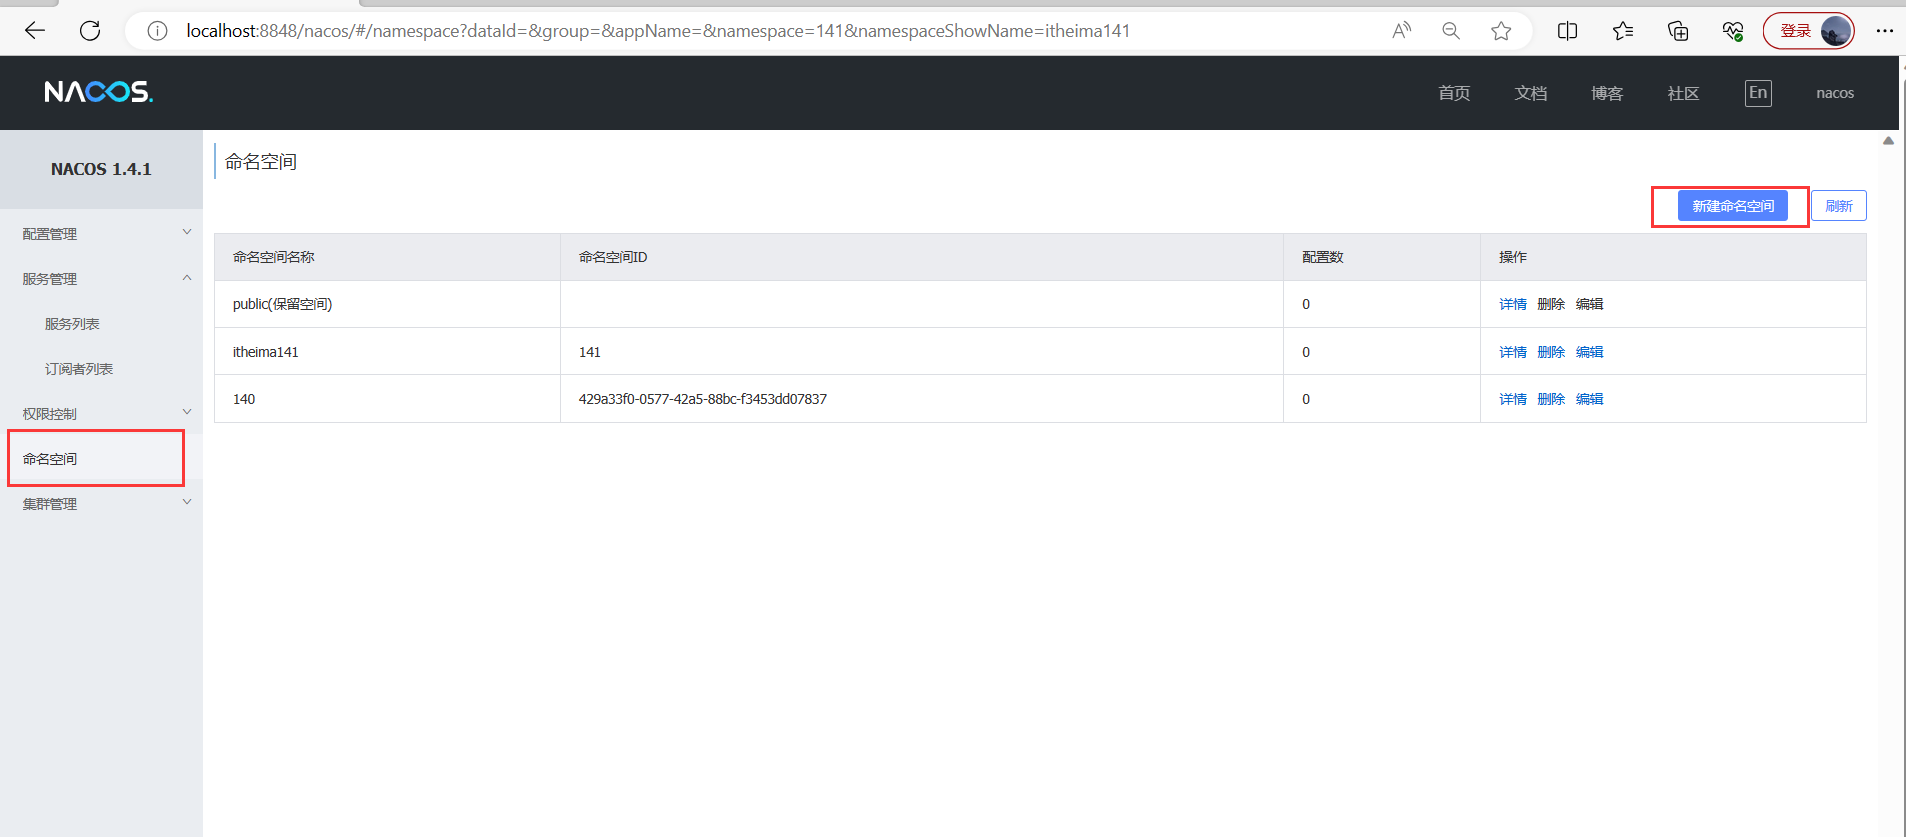 localhost:8848/nacos/#/namespace?dataId=&group=&appName=&namespace=141&namespaceShowName=itheima141
登录
NACOS.
首页 文档 博客 社区 En nacos
NACOS 1.4.1
配置管理
服务管理
服务列表
订阅者列表
权限控制
命名空间
集群管理
命名空间
新建命名空间 刷新
命名空间名称 命名空间ID 配置数 操作
public(保留空间) 0 详情 删除 编辑
itheima141 141 0 详情 删除 编辑
140 429a33f0-0577-42a5-88bc-f3453dd07837 0 详情 删除 编辑